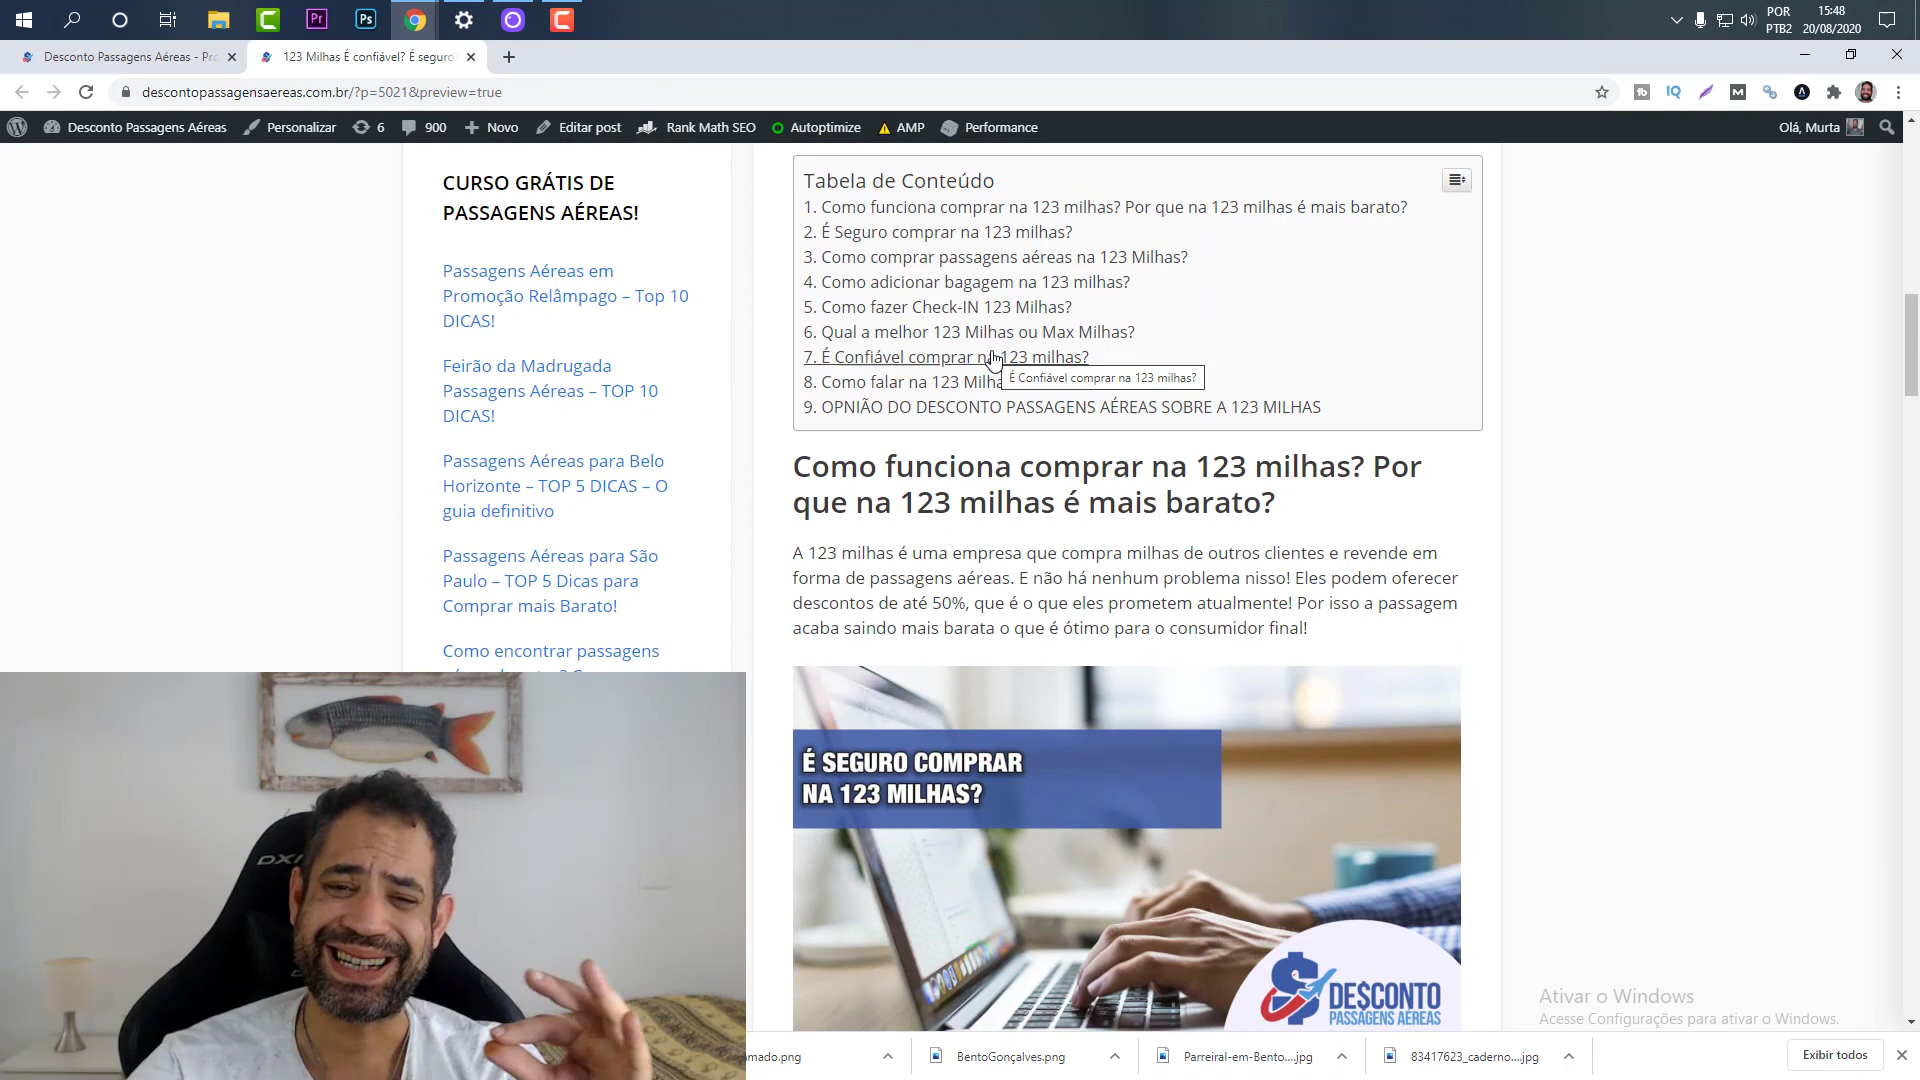 POR
PTB2
15:48
20/08/2020
Desconto Passagens Aéreas - Pro
123 Milhas É confiável? É seguro
descontopassagensaereas.com.br/?p=5021&preview=true
Desconto Passagens Aéreas
Personalizar
6
900
Novo
Editar post
Rank Math SEO
Autoptimize
AMP
Performance
Olá, Murta
CURSO GRÁTIS DE
PASSAGENS AÉREAS!
Passagens Aéreas em
Promoção Relâmpago – Top 10
DICAS!
Feirão da Madrugada
Passagens Aéreas – TOP 10
DICAS!
Passagens Aéreas para Belo
Horizonte – TOP 5 DICAS – O
guia definitivo
Passagens Aéreas para São
Paulo – TOP 5 Dicas para
Comprar mais Barato!
Como encontrar passagens
Tabela de Conteúdo
1. Como funciona comprar na 123 milhas? Por que na 123 milhas é mais barato?
2. É Seguro comprar na 123 milhas?
3. Como comprar passagens aéreas na 123 Milhas?
4. Como adicionar bagagem na 123 milhas?
5. Como fazer Check-IN 123 Milhas?
6. Qual a melhor 123 Milhas ou Max Milhas?
7. É Confiável comprar na 123 milhas?
É Confiável comprar na 123 milhas?
8. Como falar na 123 Milha
9. OPNIÃO DO DESCONTO PASSAGENS AÉREAS SOBRE A 123 MILHAS
Como funciona comprar na 123 milhas? Por
que na 123 milhas é mais barato?
A 123 milhas é uma empresa que compra milhas de outros clientes e revende em
forma de passagens aéreas. E não há nenhum problema nisso! Eles podem oferecer
descontos de até 50%, que é o que eles prometem atualmente! Por isso a passagem
acaba saindo mais barata o que é ótimo para o consumidor final!
É SEGURO COMPRAR
NA 123 MILHAS?
DESCONTO
PASSAGENS AEREAS
Ativar o Windows
Acesse Configurações para ativar o Windows.
mado.png
BentoGonçalves.png
Parreiral-em-Bento....jpg
83417623_caderno....jpg
Exibir todos